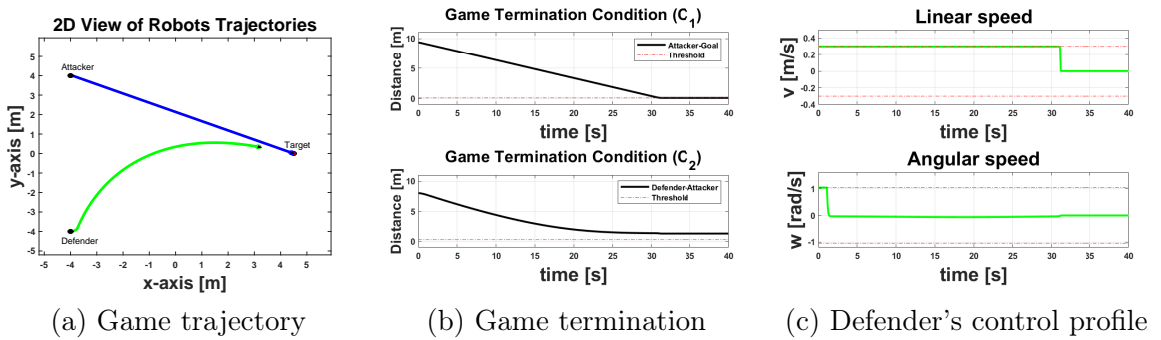 2D View of Robots Trajectories
5
4
3
2
1
0
-1
-2
-3
-4
-5
y-axis [m]
Attacker
Target
Defender
-5 -4 -3 -2 -1 0 1 2 3 4 5
x-axis [m]
(a) Game trajectory
Game Termination Condition (C1)
Distance [m]
10
5
0
Attacker-Goal
Threshold
0 5 10 15 20 25 30 35 40
time [s]
Game Termination Condition (C2)
Distance [m]
10
5
0
Defender-Attacker
Threshold
0 5 10 15 20 25 30 35 40
time [s]
(b) Game termination
Linear speed
v [m/s]
0.4
0.2
0
-0.2
-0.4
0 5 10 15 20 25 30 35 40
time [s]
Angular speed
w [rad/s]
1
0
-1
0 5 10 15 20 25 30 35 40
time [s]
(c) Defender's control profile